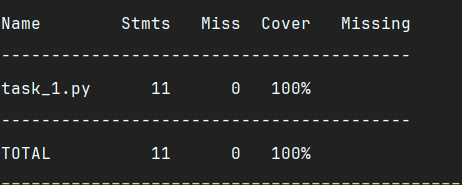 Name        Stmts   Miss  Cover   Missing
-----------------------------------------
task_1.py      11      0   100%
-----------------------------------------
TOTAL          11      0   100%
----------------------------------------------